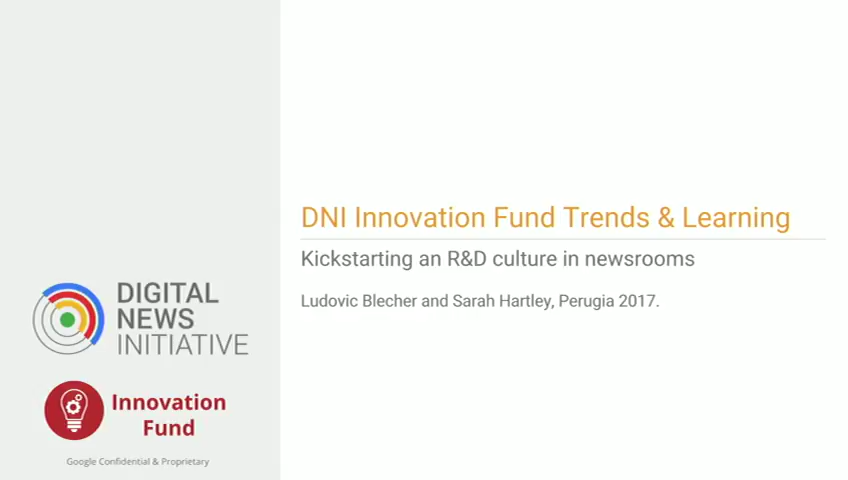 DNI Innovation Fund Trends & Learning
Kickstarting an R&D culture in newsrooms
Ludovic Blecher and Sarah Hartley, Perugia 2017.
DIGITAL
NEWS
INITIATIVE
Innovation
Fund
Google Confidential & Proprietary